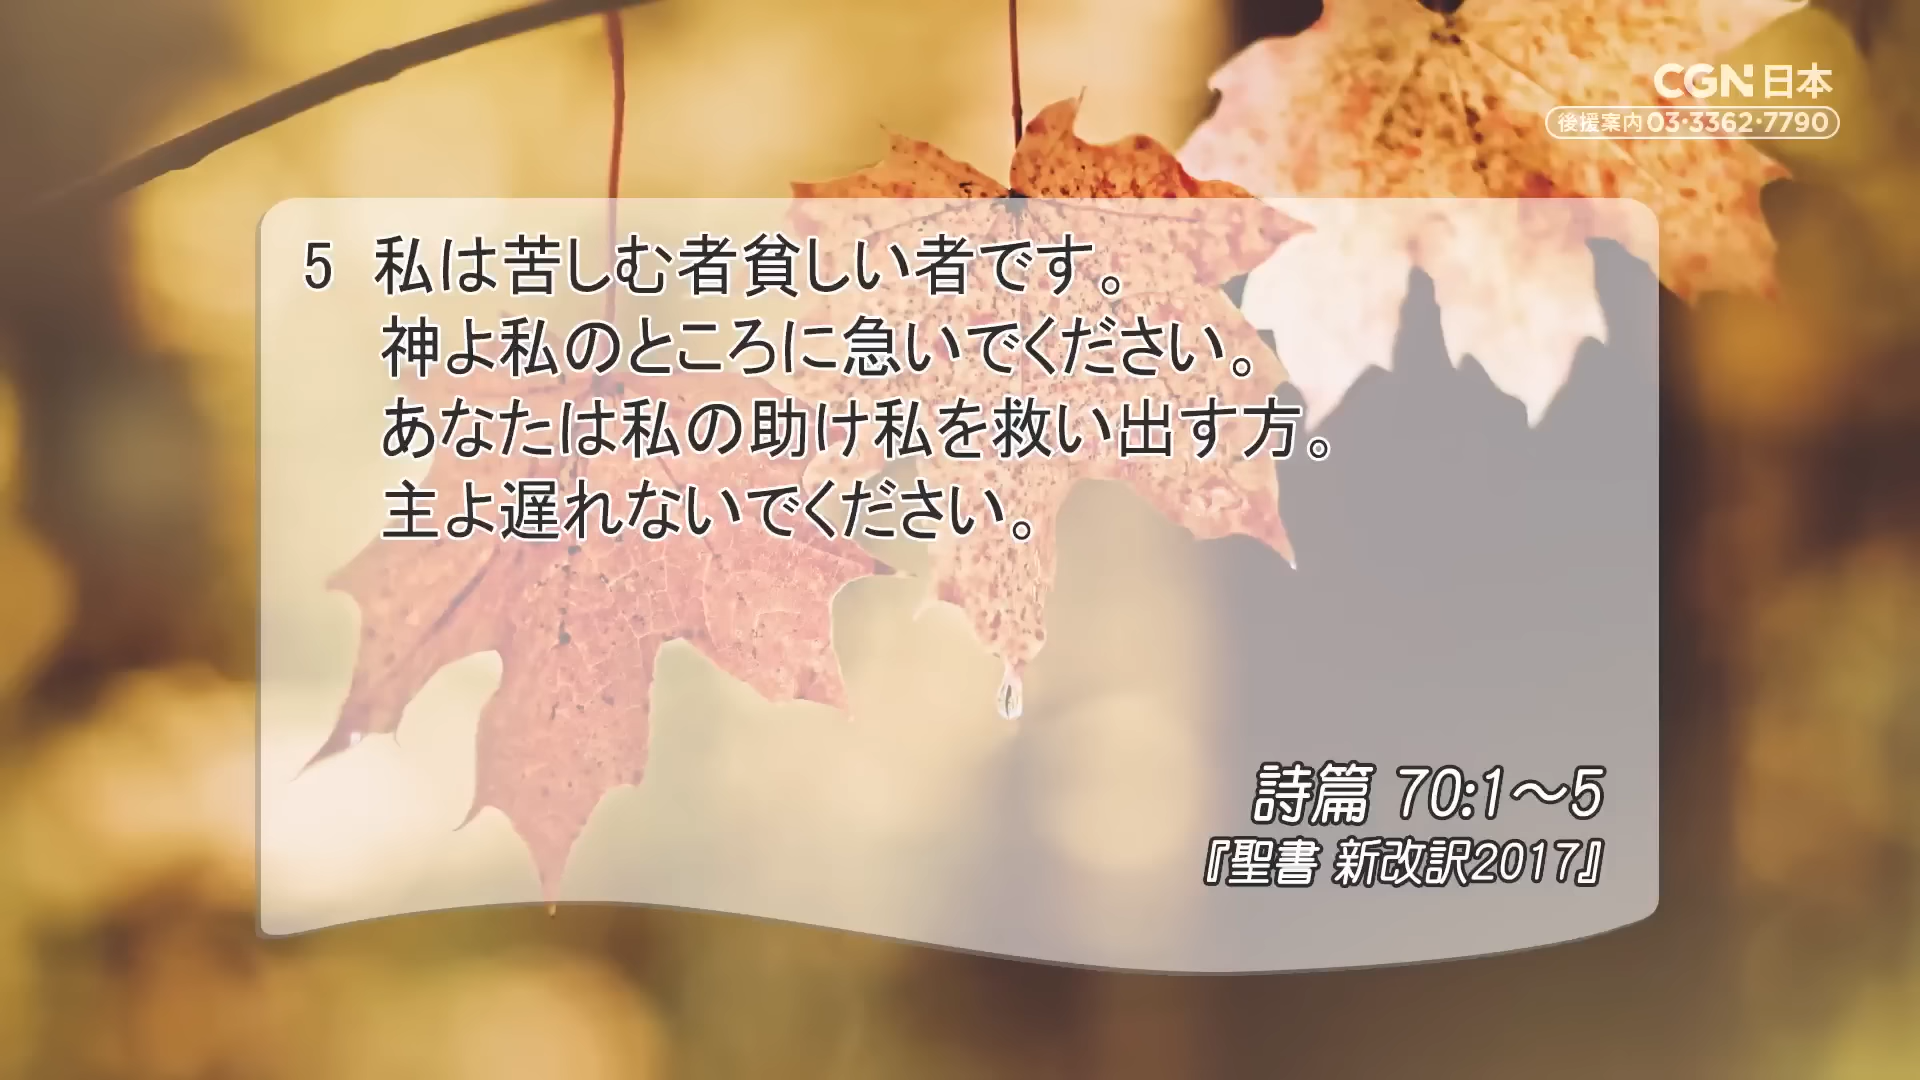 CGN日本
後援案内 03·3362·7790
5 私は苦しむ者貧しい者です。
神よ私のところに急いでください。
あなたは私の助け私を救い出す方。
主よ遅れないでください。
詩篇 70:1～5
『聖書 新改訳2017』